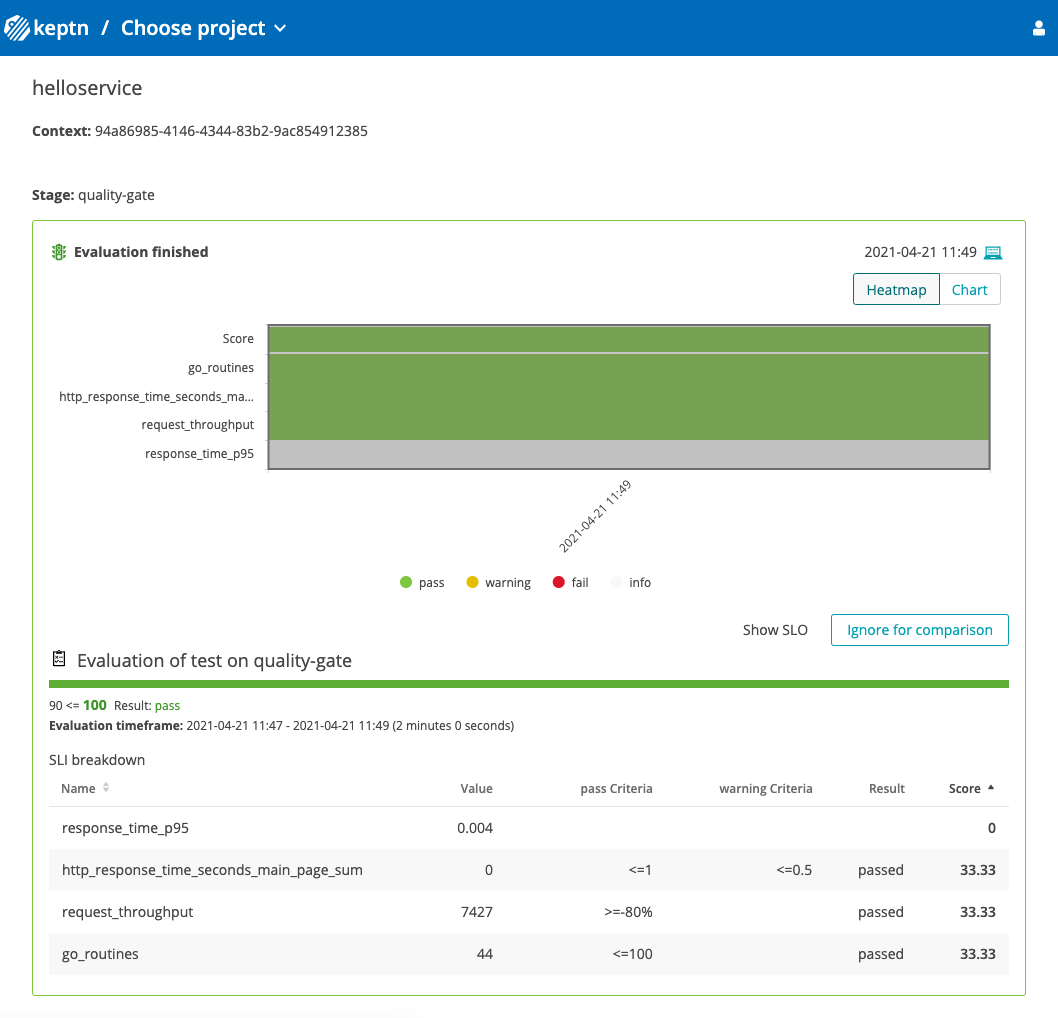 keptn / Choose project
helloservice
Context: 94a86985-4146-4344-83b2-9ac854912385
Stage: quality-gate
Evaluation finished 2021-04-21 11:49
Heatmap Chart
Score
go_routines
http_response_time_seconds_ma...
request_throughput
response_time_p95
2021-04-21 11:49
pass warning fail info
Show SLO Ignore for comparison
Evaluation of test on quality-gate
90 <= 100 Result: pass
Evaluation timeframe: 2021-04-21 11:47 - 2021-04-21 11:49 (2 minutes 0 seconds)
SLI breakdown
Name Value pass Criteria warning Criteria Result Score
response_time_p95 0.004 0
http_response_time_seconds_main_page_sum 0 <=1 <=0.5 passed 33.33
request_throughput 7427 >=-80% passed 33.33
go_routines 44 <=100 passed 33.33